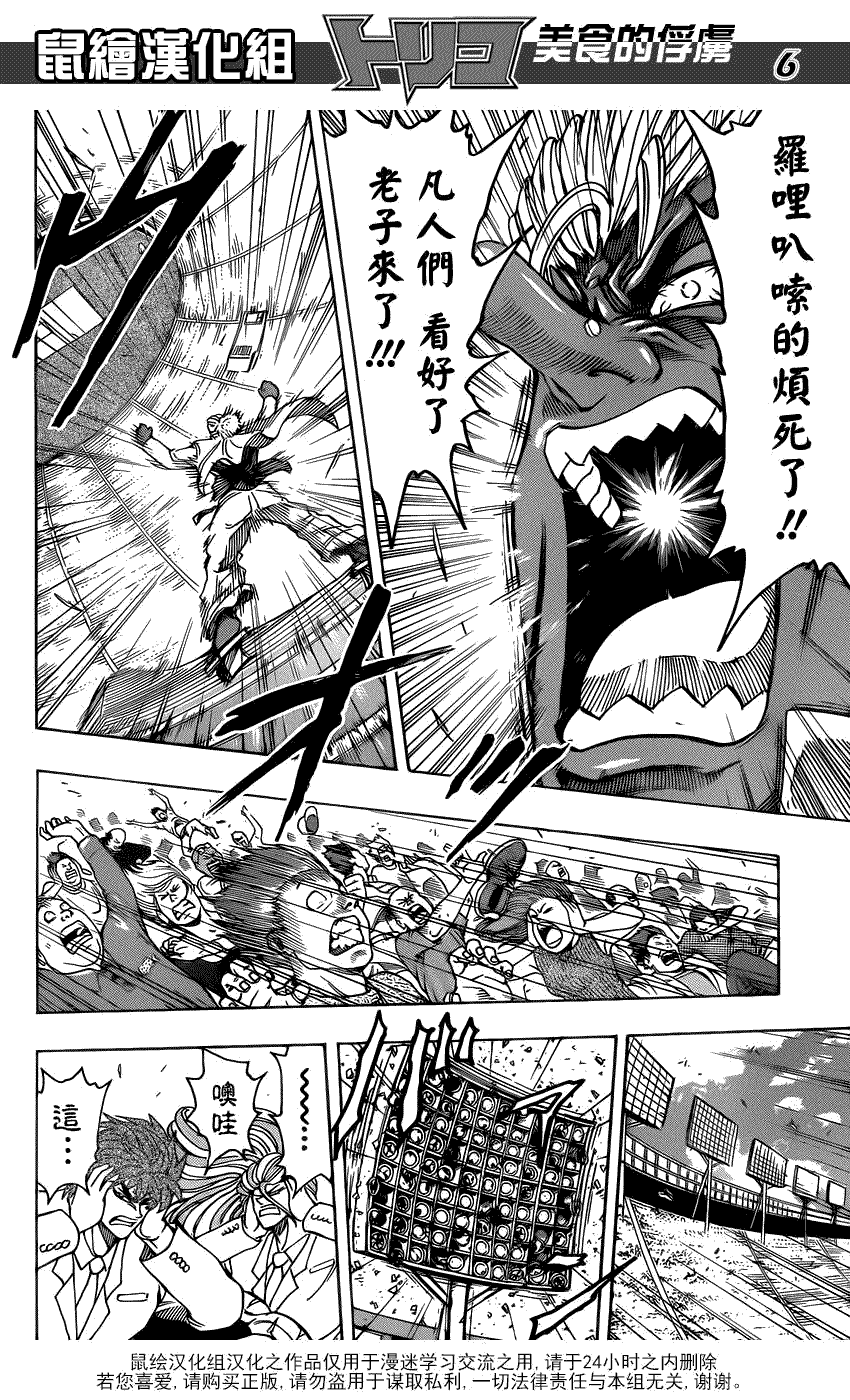 鼠繪漢化組
トリコ
美食的俘虜
6
羅哩叭嗦的煩死了!!
凡人們 看好了
老子來了!!!
噢哇
這…
鼠绘汉化组汉化之作品仅用于漫迷学习交流之用,请于24小时之内删除
若您喜爱,请购买正版,请勿盗用于谋取私利,一切法律责任与本组无关,谢谢。